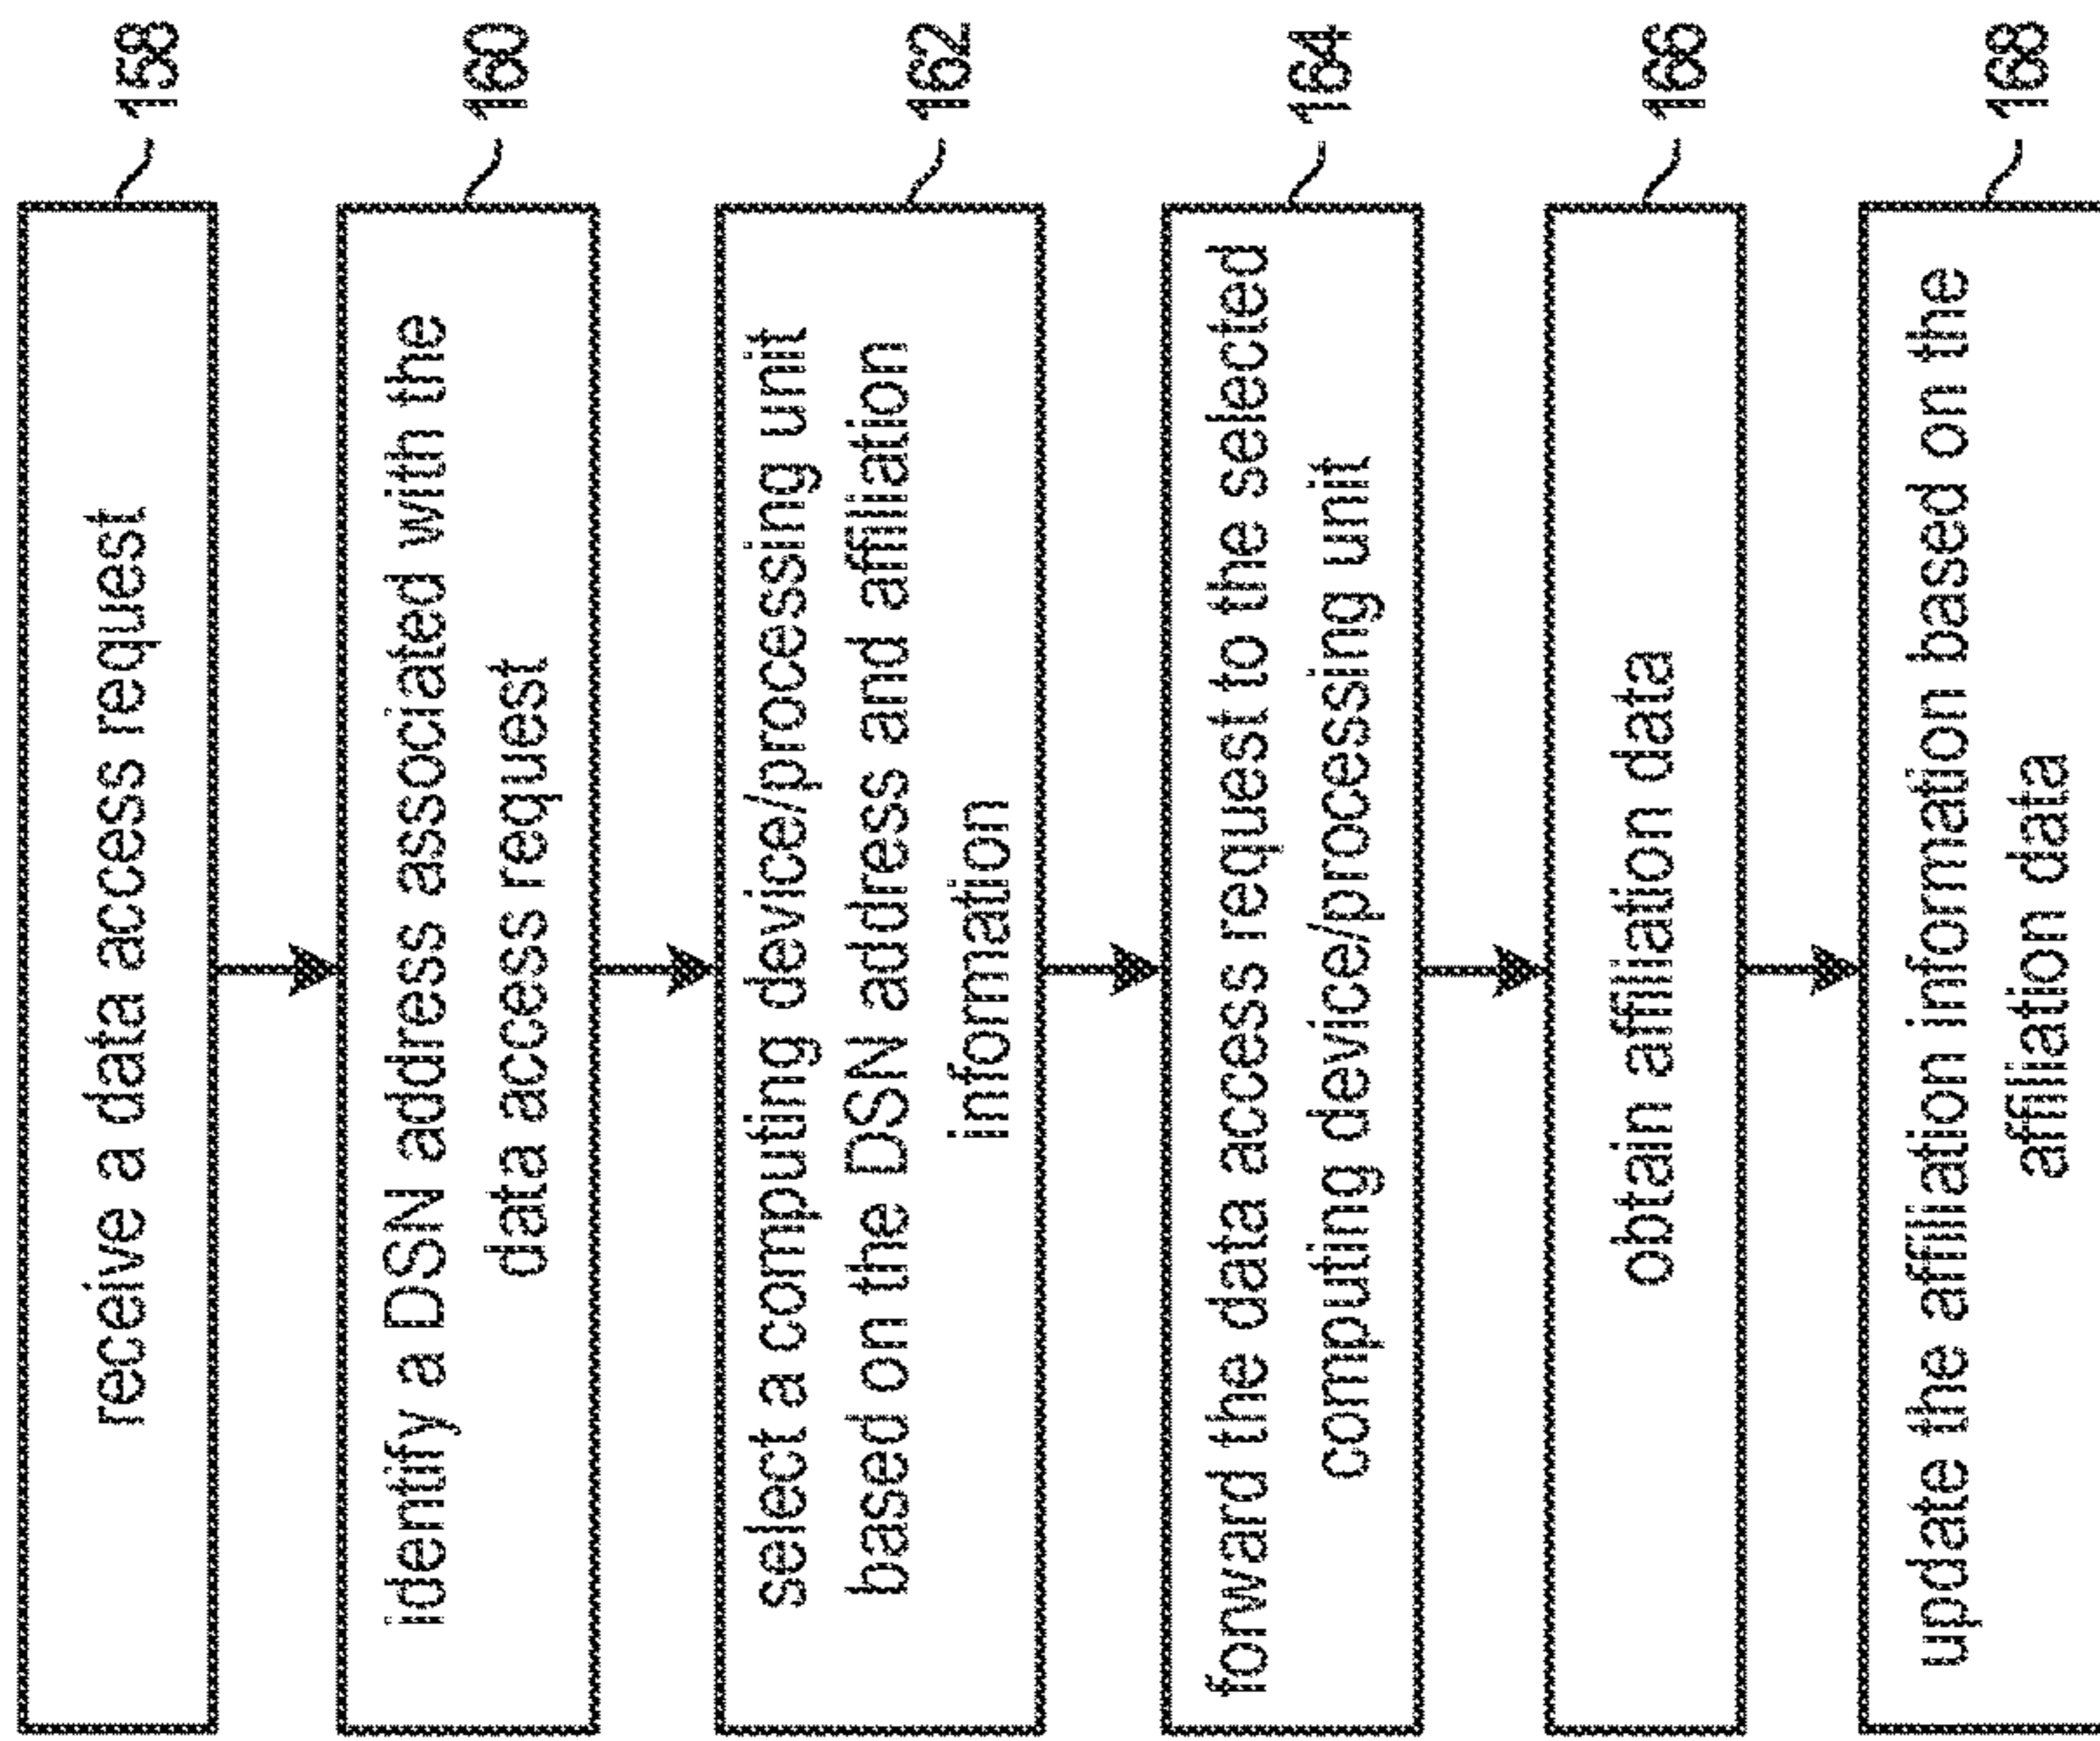 receive a data access request
158
identify a DSN address associated with the
data access request
160
select a computing device/processing unit
based on the DSN address and affiliation
information
162
forward the data access request to the selected
computing device/processing unit
164
obtain affiliation data
166
update the affiliation information based on the
affiliation data
168